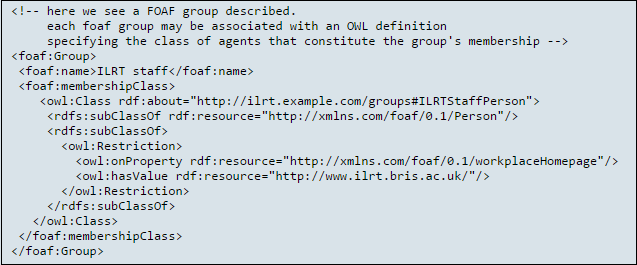 <!-- here we see a FOAF group described.
each foaf group may be associated with an OWL definition
specifying the class of agents that constitute the group's membership -->
<foaf:Group>
<foaf:name>ILRT staff</foaf:name>
<foaf:membershipClass>
<owl:Class rdf:about="http://ilrt.example.com/groups#ILRTStaffPerson">
<rdfs:subClassOf rdf:resource="http://xmlns.com/foaf/0.1/Person"/>
<rdfs:subClassOf>
<owl:Restriction>
<owl:onProperty rdf:resource="http://xmlns.com/foaf/0.1/workplaceHomepage"/>
<owl:hasValue rdf:resource="http://www.ilrt.bris.ac.uk/"/>
</owl:Restriction>
</rdfs:subClassOf>
</owl:Class>
</foaf:membershipClass>
</foaf:Group>